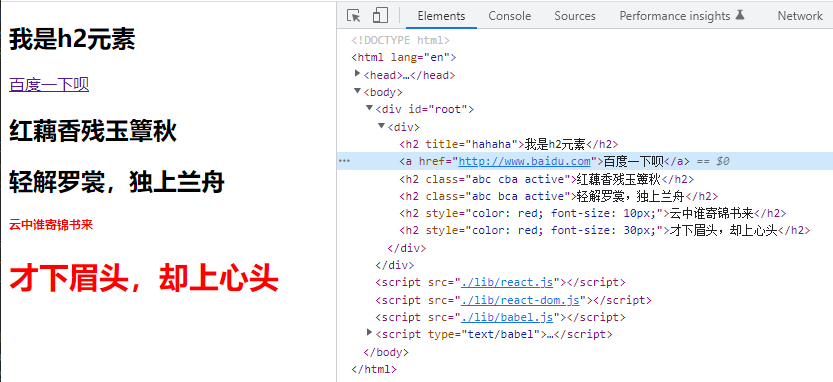 我是h2元素
百度一下呗
红藕香残玉簟秋
轻解罗裳，独上兰舟
云中谁寄锦书来
才下眉头，却上心头
Elements Console Sources Performance insights Network
<!DOCTYPE html>
<html lang="en">
<head>…</head>
<body>
<div id="root">
<div>
<h2 title="hahaha">我是h2元素</h2>
<a href="http://www.baidu.com">百度一下呗</a> == $0
<h2 class="abc cba active">红藕香残玉簟秋</h2>
<h2 class="abc bca active">轻解罗裳，独上兰舟</h2>
<h2 style="color: red; font-size: 10px;">云中谁寄锦书来</h2>
<h2 style="color: red; font-size: 30px;">才下眉头，却上心头</h2>
</div>
</div>
<script src="./lib/react.js"></script>
<script src="./lib/react-dom.js"></script>
<script src="./lib/babel.js"></script>
<script type="text/babel">…</script>
</body>
</html>